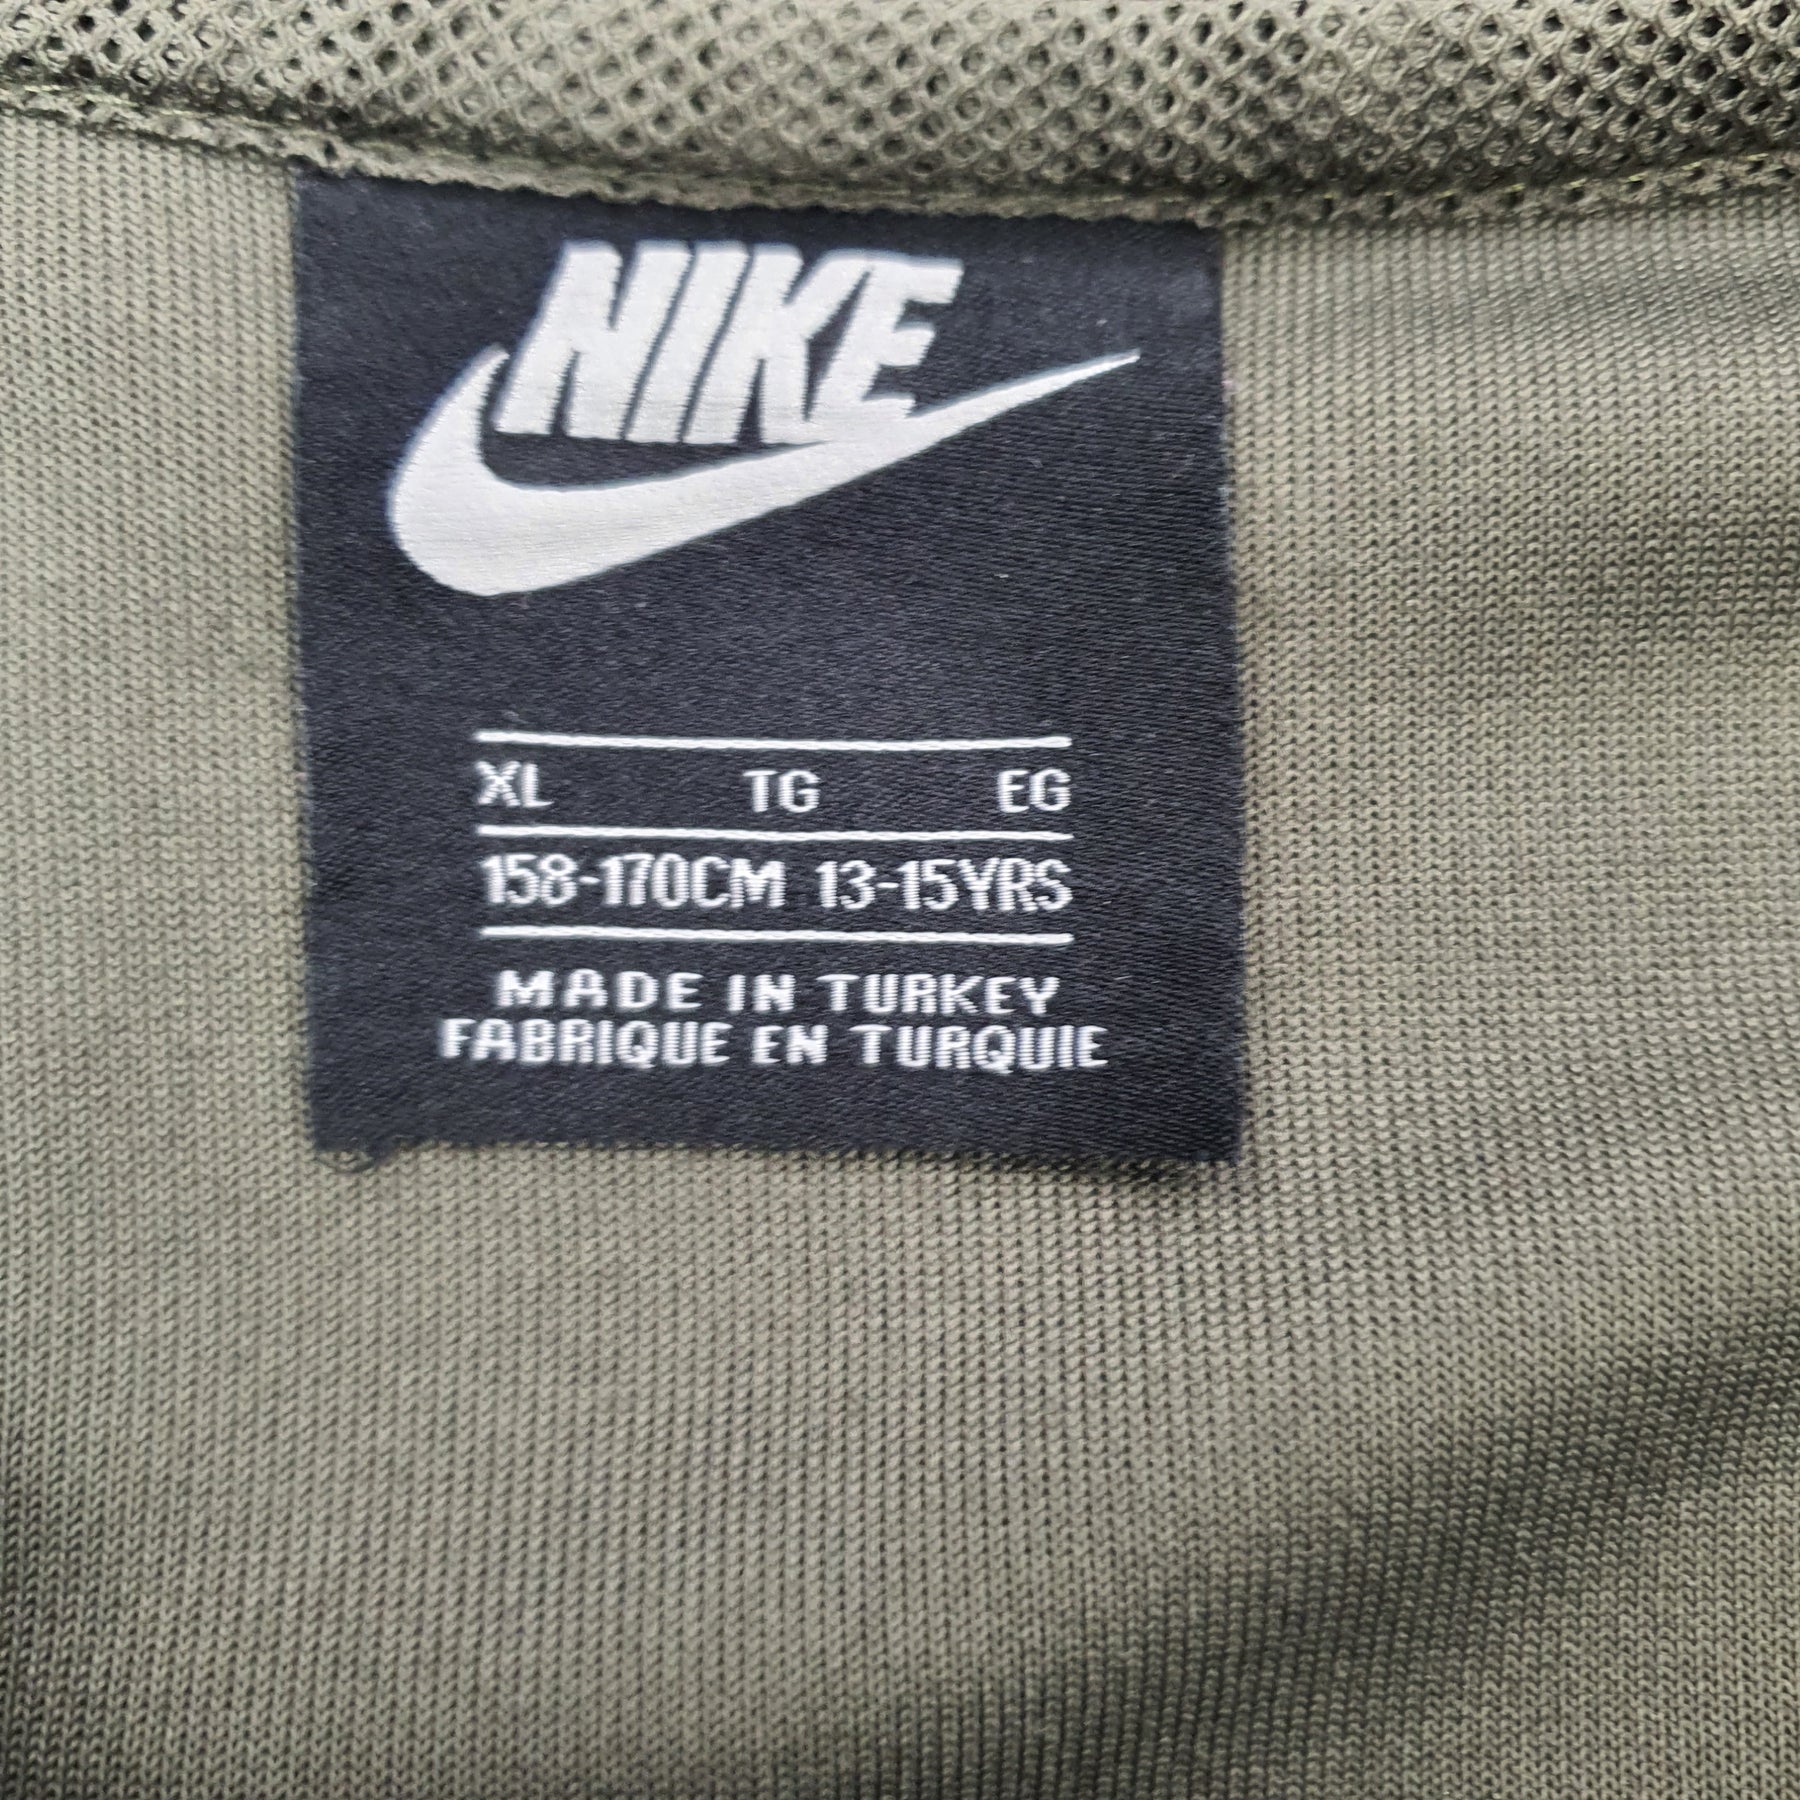 NIKE
XL TG EG
158-170CM 13-15YRS
MADE IN TURKEY
FABRIQUE EN TURQUIE